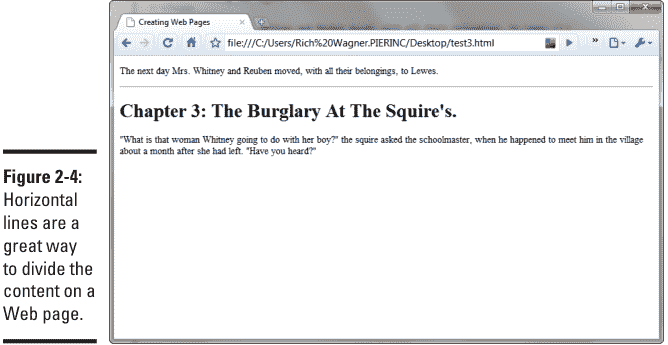 Creating Web Pages
file:///C:/Users/Rich%20Wagner.PIERINC/Desktop/test3.html
The next day Mrs. Whitney and Reuben moved, with all their belongings, to Lewes.
Chapter 3: The Burglary At The Squire's.
"What is that woman Whitney going to do with her boy?" the squire asked the schoolmaster, when he happened to meet him in the village
about a month after she had left. "Have you heard?"
Figure 2-4:
Horizontal
lines are a
great way
to divide the
content on a
Web page.